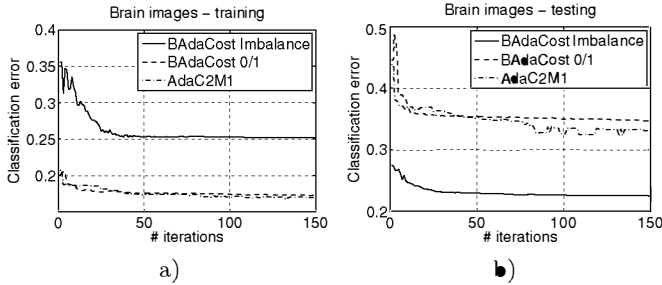 Brain images – training
0.4
0.35
0.3
0.25
0.2
0
50
100
150
Classification error
# iterations
BAdaCost Imbalance
BAdaCost 0/1
AdaC2M1
a)
Brain images – testing
0.5
0.4
0.3
0.2
0
50
100
150
Classification error
# iterations
BAdaCost Imbalance
BAdaCost 0/1
AdaC2M1
b)